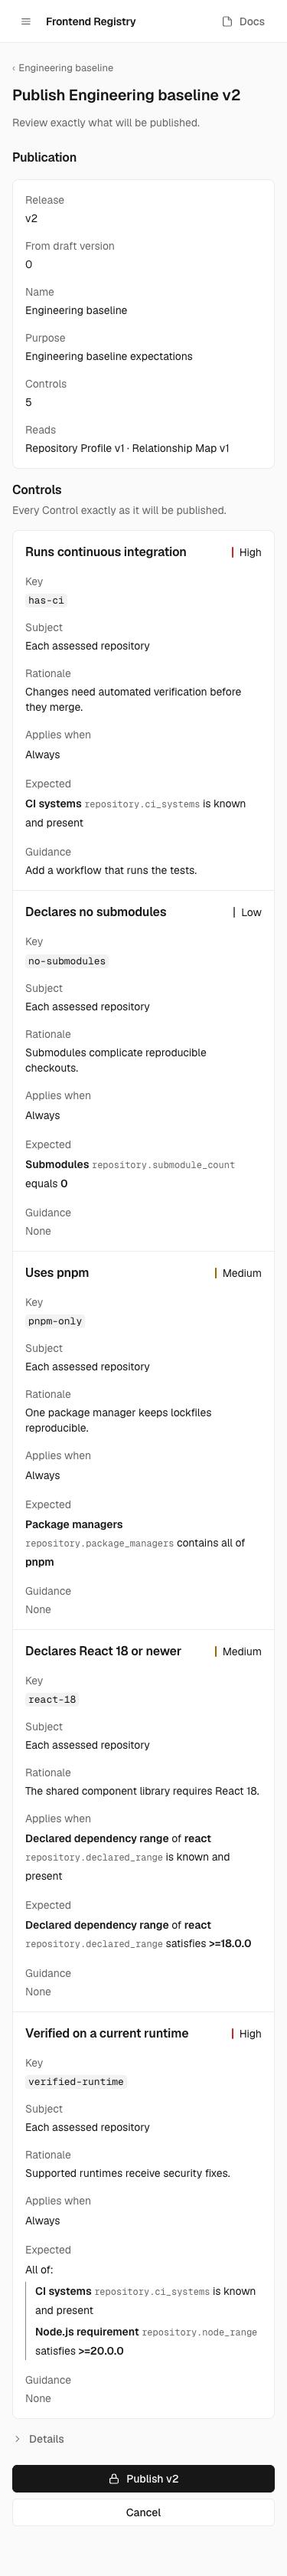 Frontend Registry
Docs
‹ Engineering baseline
Publish Engineering baseline v2
Review exactly what will be published.
Publication
Release
v2
From draft version
0
Name
Engineering baseline
Purpose
Engineering baseline expectations
Controls
5
Reads
Repository Profile v1 · Relationship Map v1
Controls
Every Control exactly as it will be published.
Runs continuous integration
High
Key
has-ci
Subject
Each assessed repository
Rationale
Changes need automated verification before
they merge.
Applies when
Always
Expected
CI systems repository.ci_systems is known
and present
Guidance
Add a workflow that runs the tests.
Declares no submodules
Low
Key
no-submodules
Subject
Each assessed repository
Rationale
Submodules complicate reproducible
checkouts.
Applies when
Always
Expected
Submodules repository.submodule_count
equals 0
Guidance
None
Uses pnpm
Medium
Key
pnpm-only
Subject
Each assessed repository
Rationale
One package manager keeps lockfiles
reproducible.
Applies when
Always
Expected
Package managers
repository.package_managers contains all of
pnpm
Guidance
None
Declares React 18 or newer
Medium
Key
react-18
Subject
Each assessed repository
Rationale
The shared component library requires React 18.
Applies when
Declared dependency range of react
repository.declared_range is known and
present
Expected
Declared dependency range of react
repository.declared_range satisfies >=18.0.0
Guidance
None
Verified on a current runtime
High
Key
verified-runtime
Subject
Each assessed repository
Rationale
Supported runtimes receive security fixes.
Applies when
Always
Expected
All of:
CI systems repository.ci_systems is known
and present
Node.js requirement repository.node_range
satisfies >=20.0.0
Guidance
None
Details
Publish v2
Cancel